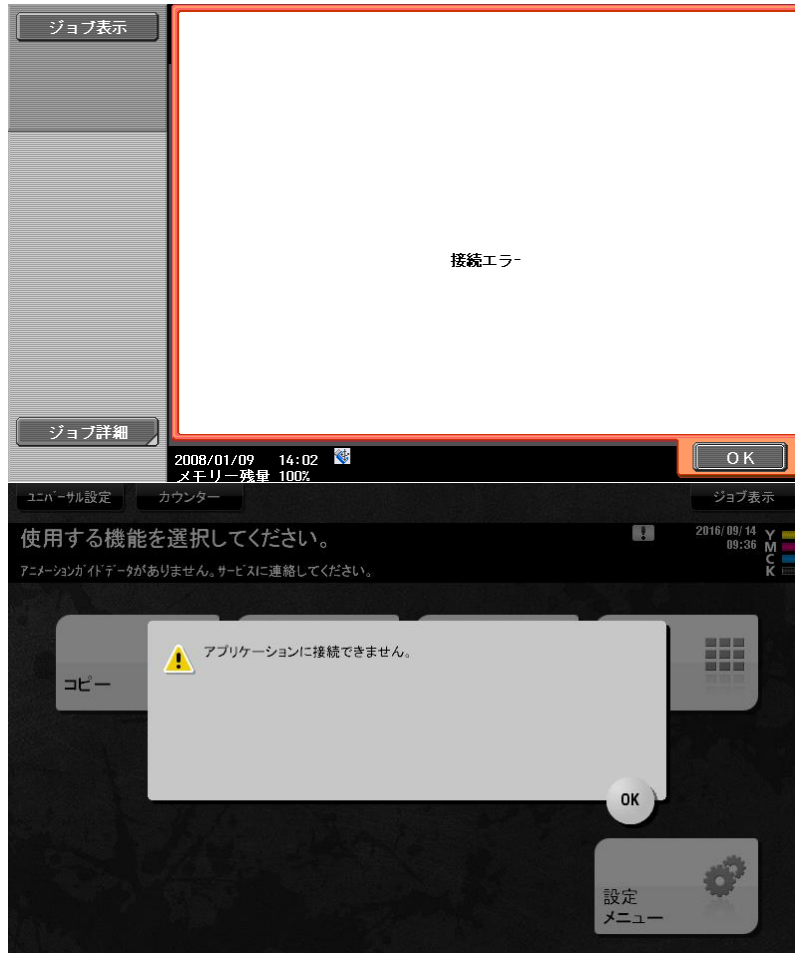 ジョブ表示
接続エラー
ジョブ詳細
2008/01/09 14:02
メモリー残量 100%
OK
ユニバーサル設定 カウンター ジョブ表示
使用する機能を選択してください。
2016/09/14
09:36
アニメーションガイドデータがありません。サービスに連絡してください。
Y
M
C
K
アプリケーションに接続できません。
コピー
OK
設定
メニュー